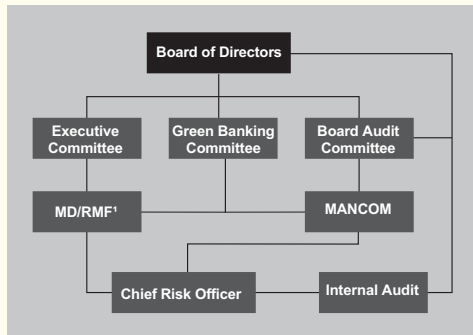 Board of Directors
Executive
Committee
Green Banking
Committee
Board Audit
Committee
MD/RMF¹
MANCOM
Chief Risk Officer
Internal Audit